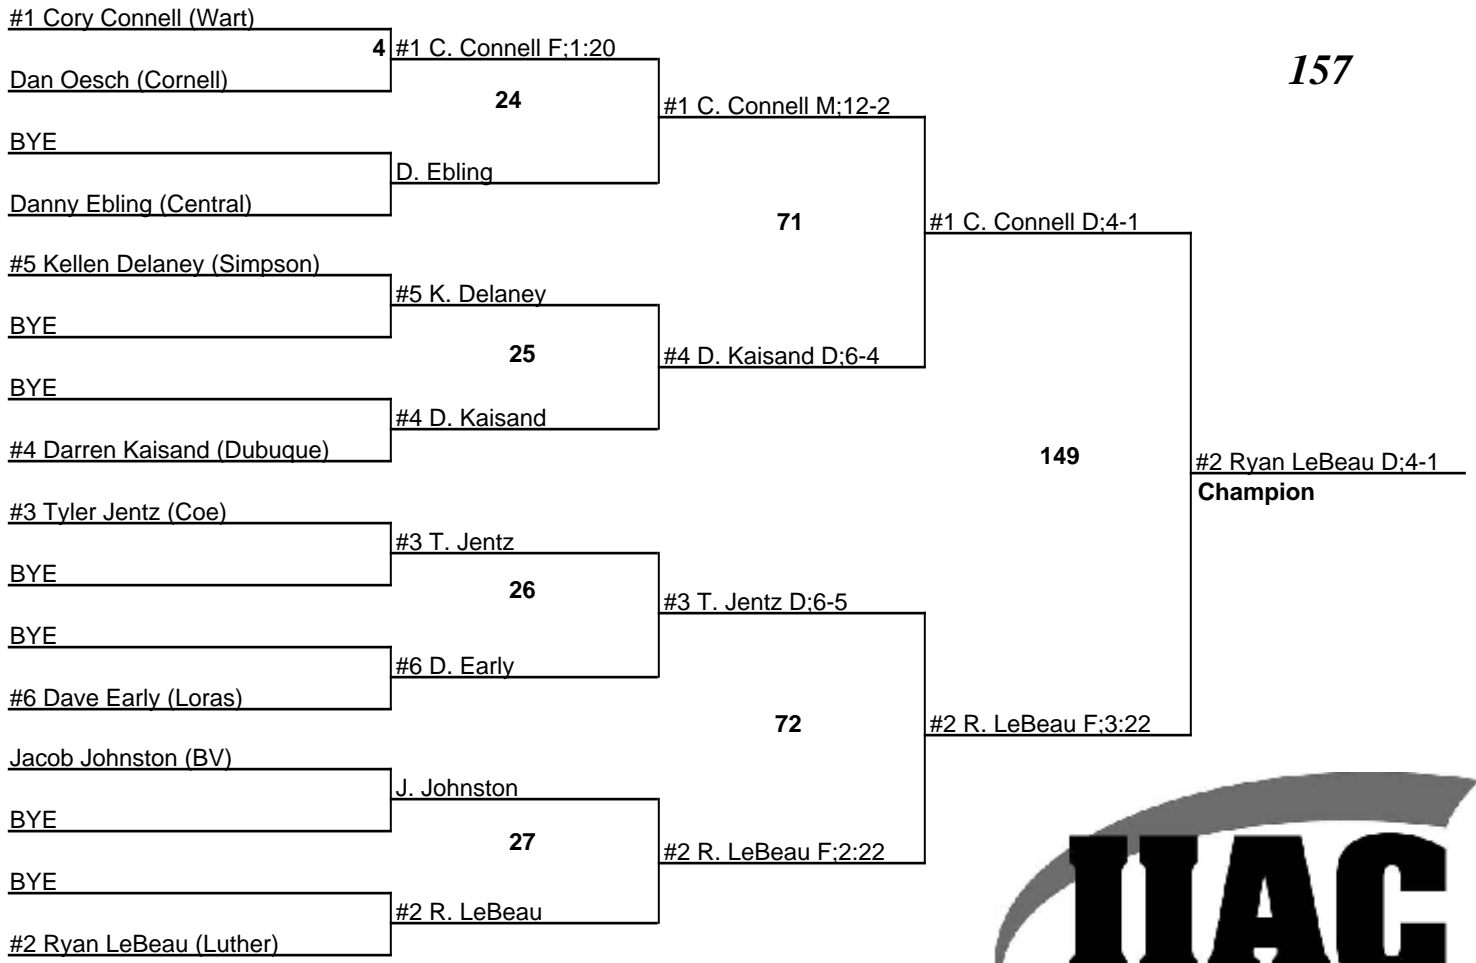 #1 Cory Connell (Wart)
4 #1 C. Connell F;1:20
157
Dan Oesch (Cornell)
24
#1 C. Connell M;12-2
BYE
D. Ebling
Danny Ebling (Central)
71
#1 C. Connell D;4-1
#5 Kellen Delaney (Simpson)
#5 K. Delaney
BYE
25
#4 D. Kaisand D;6-4
BYE
#4 D. Kaisand
#4 Darren Kaisand (Dubuque)
149
#2 Ryan LeBeau D;4-1
Champion
#3 Tyler Jentz (Coe)
#3 T. Jentz
BYE
26
#3 T. Jentz D;6-5
BYE
#6 D. Early
#6 Dave Early (Loras)
72
#2 R. LeBeau F;3:22
Jacob Johnston (BV)
J. Johnston
BYE
27
#2 R. LeBeau F;2:22
BYE
#2 R. LeBeau
#2 Ryan LeBeau (Luther)
IIAC